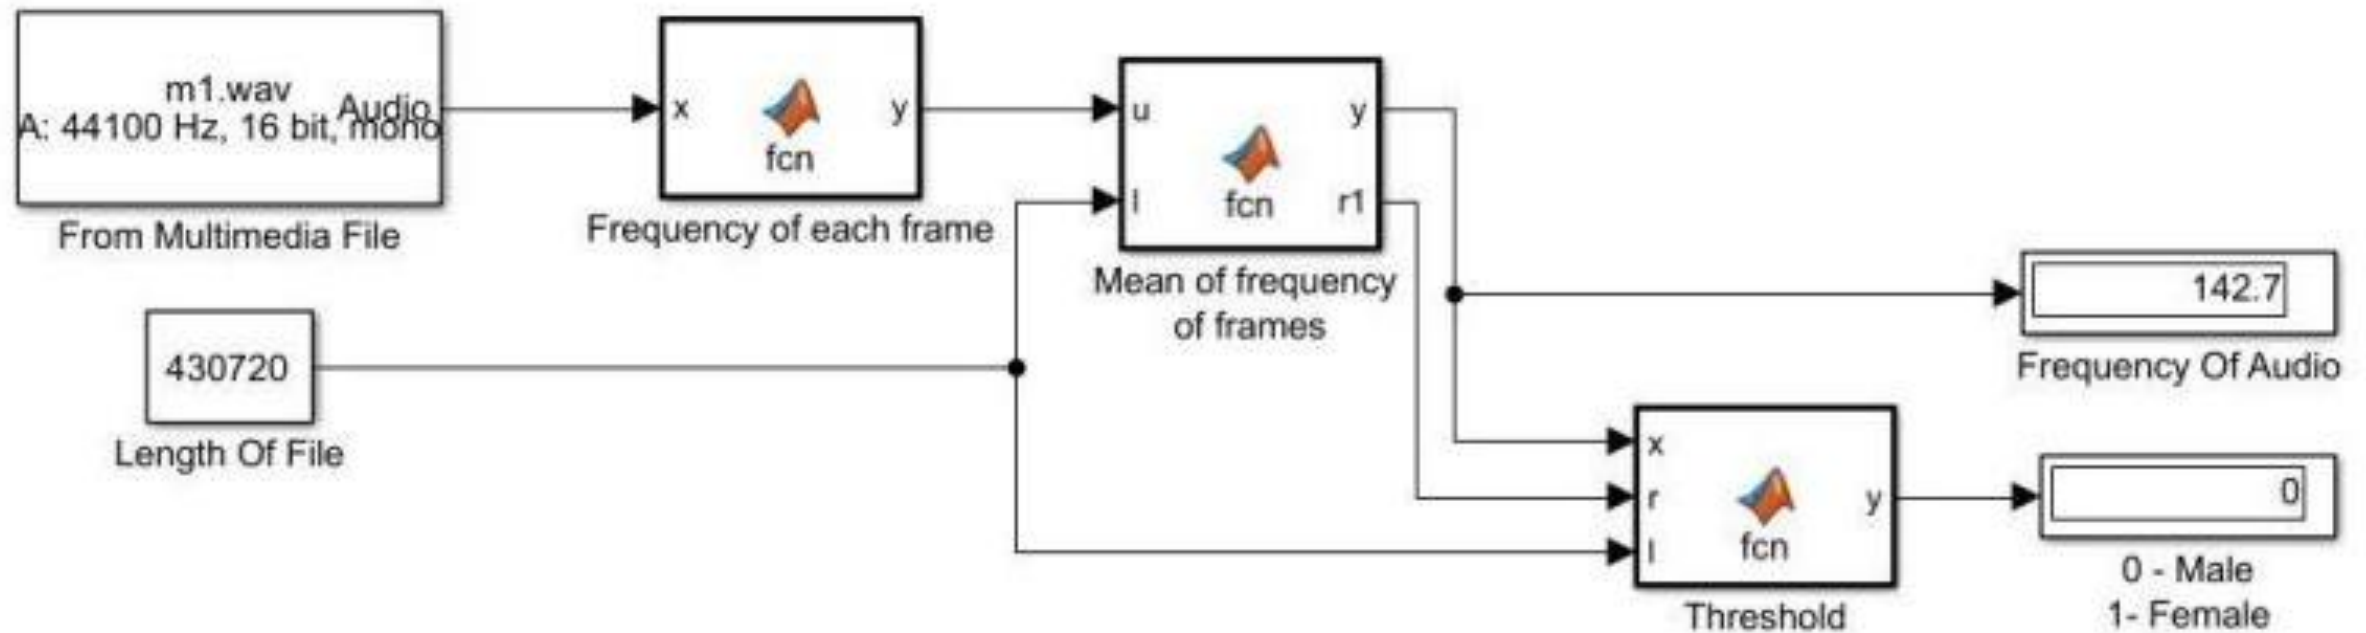 m1.wav
Audio
A: 44100 Hz, 16 bit, mono
From Multimedia File
x
y
fcn
Frequency of each frame
u
y
l
r1
fcn
Mean of frequency
of frames
142.7
Frequency Of Audio
430720
Length Of File
x
r
y
l
fcn
Threshold
0
0 - Male
1- Female